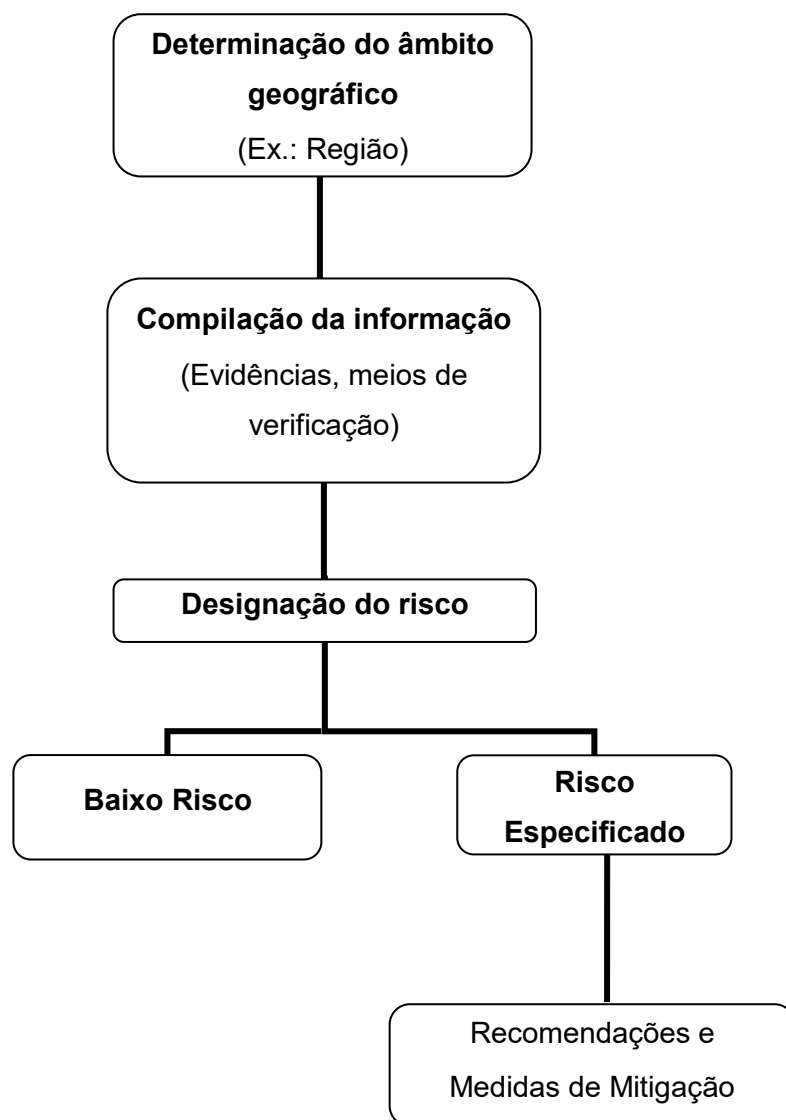 Determinação do âmbito
geográfico
(Ex.: Região)
Compilação da informação
(Evidências, meios de
verificação)
Designação do risco
Baixo Risco
Risco
Especificado
Recomendações e
Medidas de Mitigação